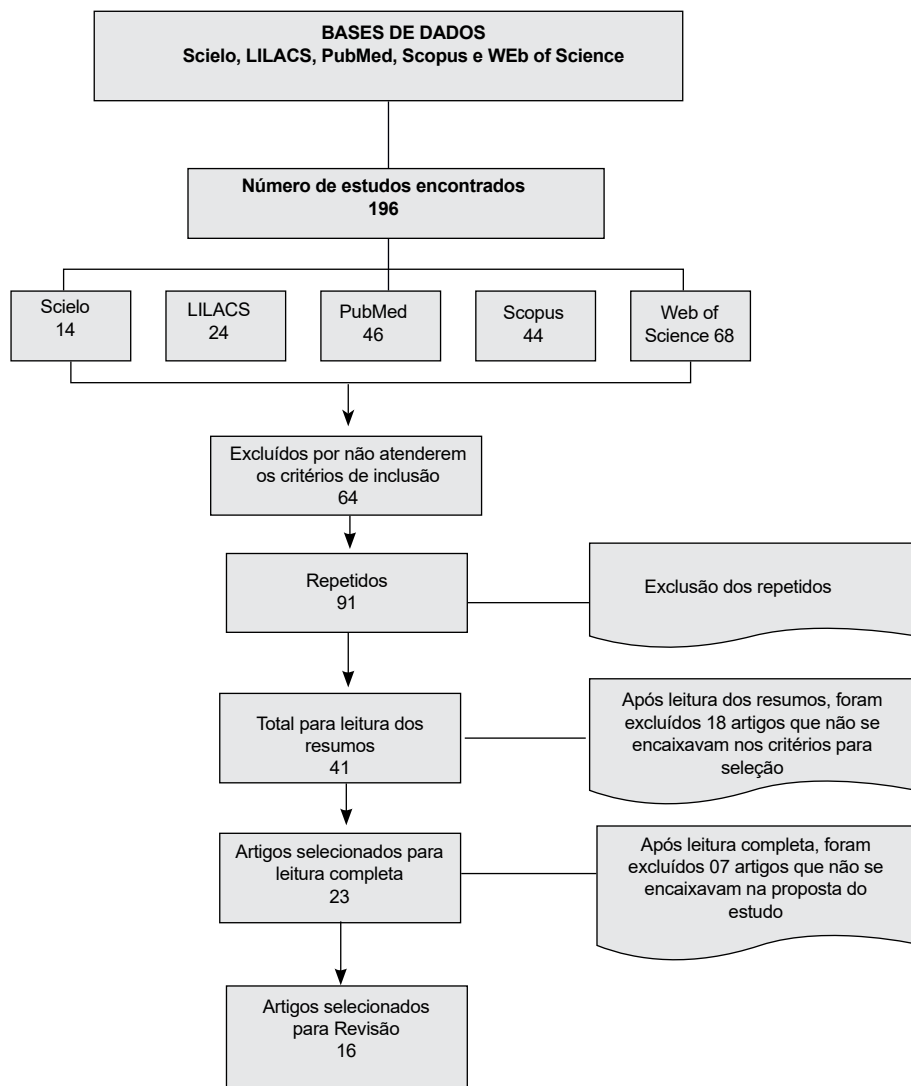 BASES DE DADOS
Scielo, LILACS, PubMed, Scopus e WEb of Science
Número de estudos encontrados
196
Scielo
14
LILACS
24
PubMed
46
Scopus
44
Web of
Science 68
Excluídos por não atenderem
os critérios de inclusão
64
Repetidos
91
Exclusão dos repetidos
Total para leitura dos
resumos
41
Após leitura dos resumos, foram
excluídos 18 artigos que não se
encaixavam nos critérios para
seleção
Artigos selecionados para
leitura completa
23
Após leitura completa, foram
excluídos 07 artigos que não se
encaixavam na proposta do
estudo
Artigos selecionados
para Revisão
16